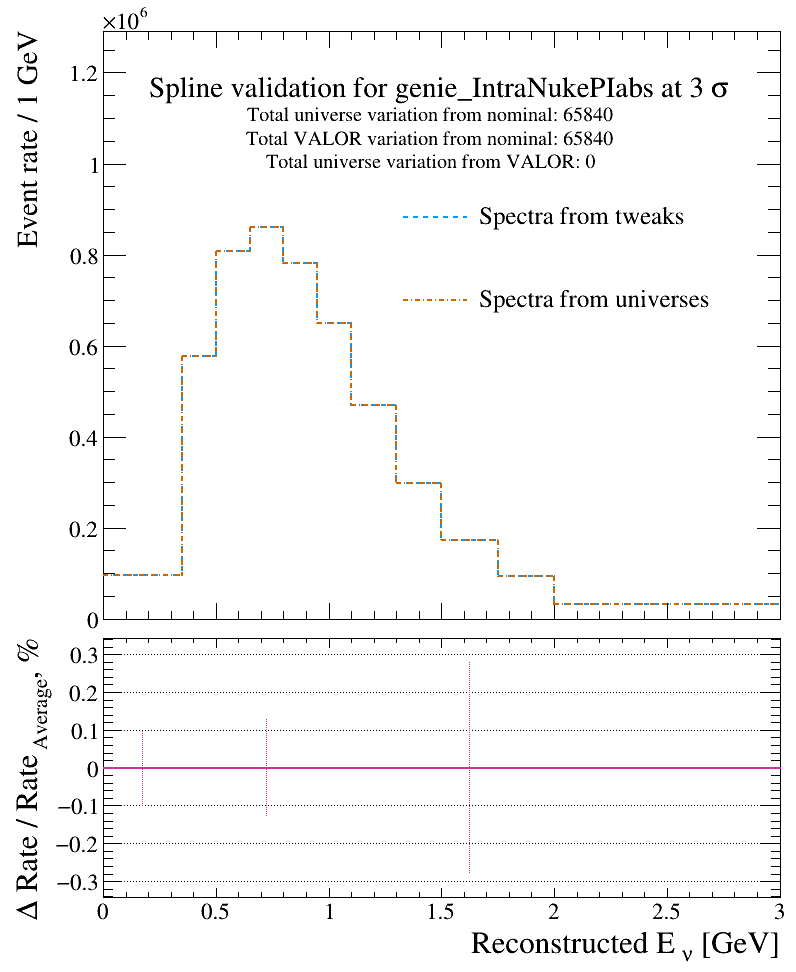 ×10⁶
Event rate / 1 GeV
Spline validation for genie_IntraNukePIabs at 3 σ
Total universe variation from nominal: 65840
Total VALOR variation from nominal: 65840
Total universe variation from VALOR: 0
Spectra from tweaks
Spectra from universes
1.2
1
0.8
0.6
0.4
0.2
0
Δ Rate / Rate Average, %
0.3
0.2
0.1
0
−0.1
−0.2
−0.3
0 0.5 1 1.5 2 2.5 3
Reconstructed E ν [GeV]